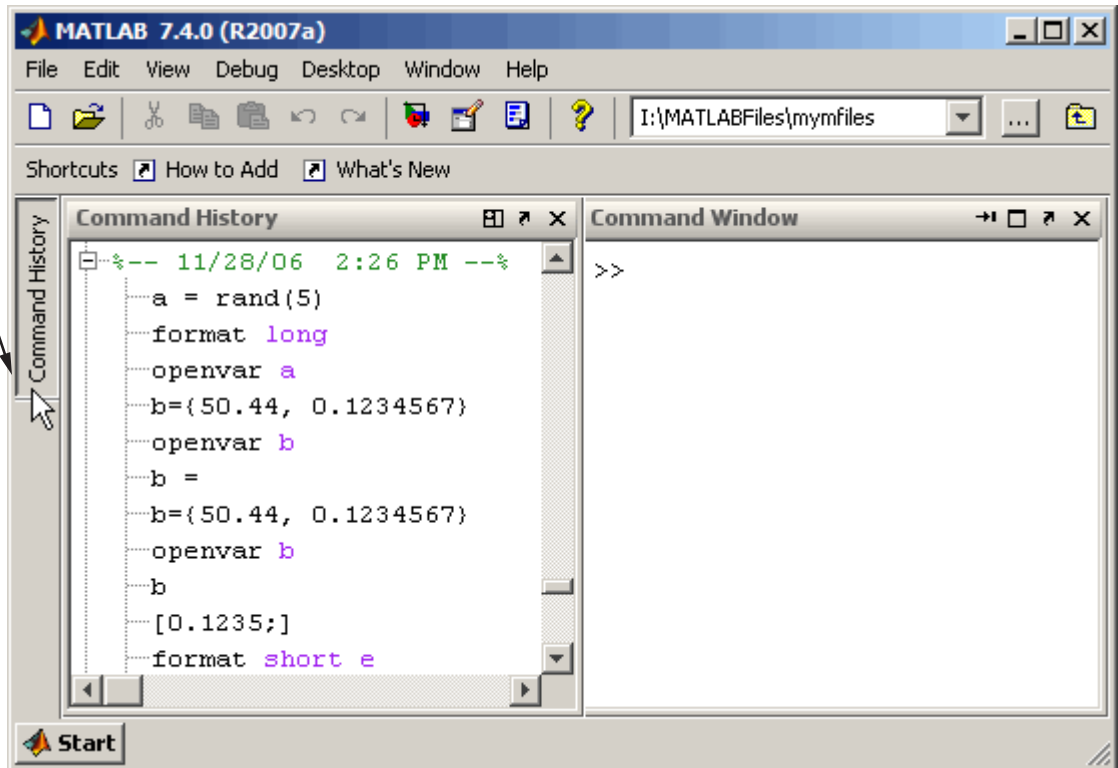 MATLAB 7.4.0 (R2007a)
File Edit View Debug Desktop Window Help
I:\MATLABFiles\mymfiles ...
Shortcuts How to Add What's New
Command History
Command History
%-- 11/28/06 2:26 PM --%
a = rand(5)
format long
openvar a
b={50.44, 0.1234567}
openvar b
b =
b={50.44, 0.1234567}
openvar b
b
[0.1235;]
format short e
Command Window
>>
Start